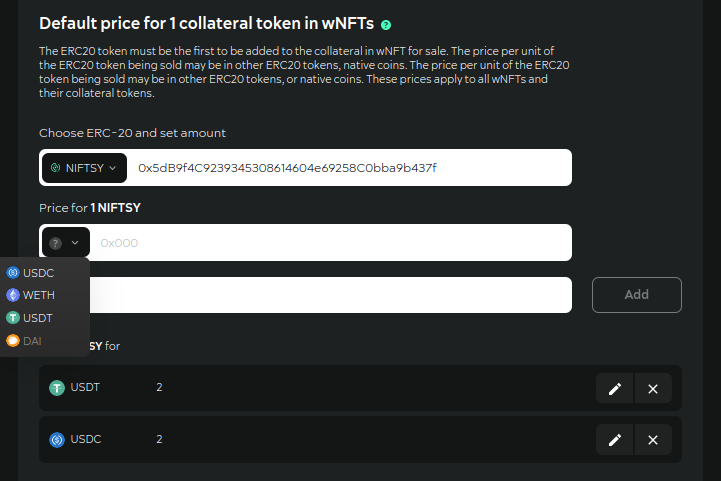 Default price for 1 collateral token in wNFTs ?
The ERC20 token must be the first to be added to the collateral in wNFT for sale. The price per unit of
the ERC20 token being sold may be in other ERC20 tokens, native coins. The price per unit of the ERC20
token being sold may be in other ERC20 tokens, or native coins. These prices apply to all wNFTs and
their collateral tokens.
Choose ERC-20 and set amount
NIFTSY 0x5dB9f4C9239345308614604e69258C0bba9b437f
Price for 1 NIFTSY
? 0x000
USDC
WETH
Add
USDT
DAI
SY for
USDT 2
USDC 2